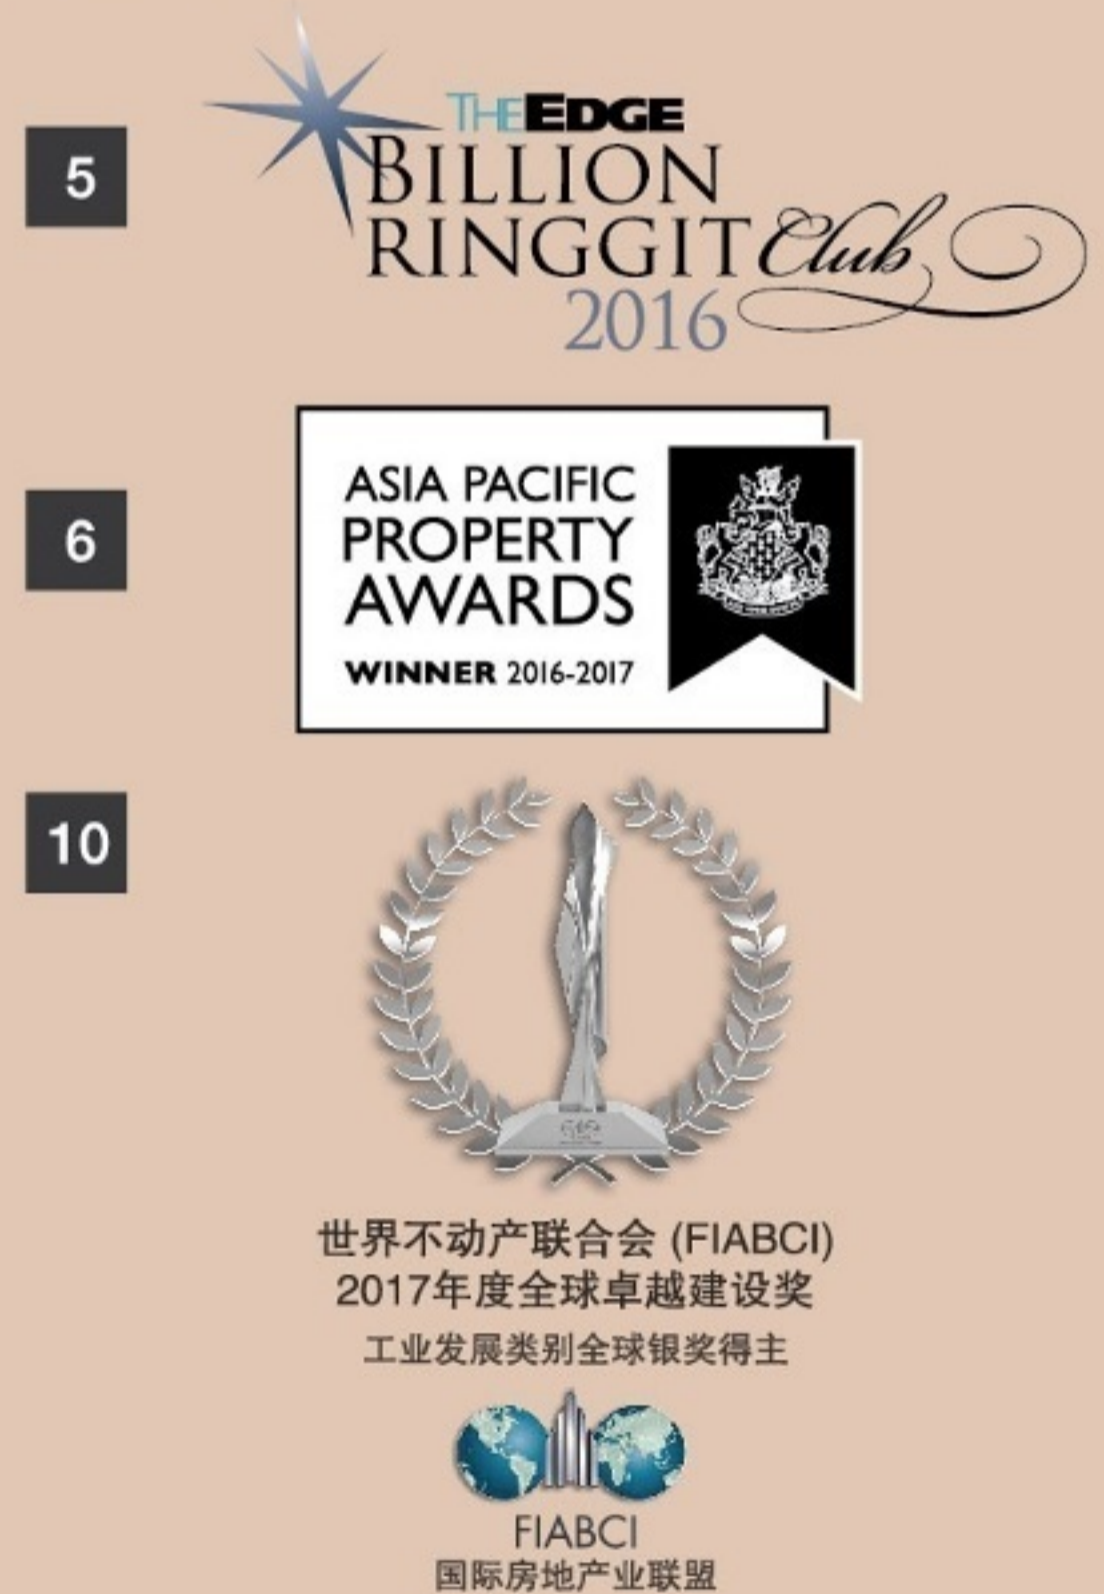 5
THEEDGE
BILLION
RINGGIT Club
2016
6
ASIA PACIFIC
PROPERTY
AWARDS
WINNER 2016-2017
10
世界不动产联合会 (FIABCI)
2017年度全球卓越建设奖
工业发展类别全球银奖得主
FIABCI
国际房地产业联盟